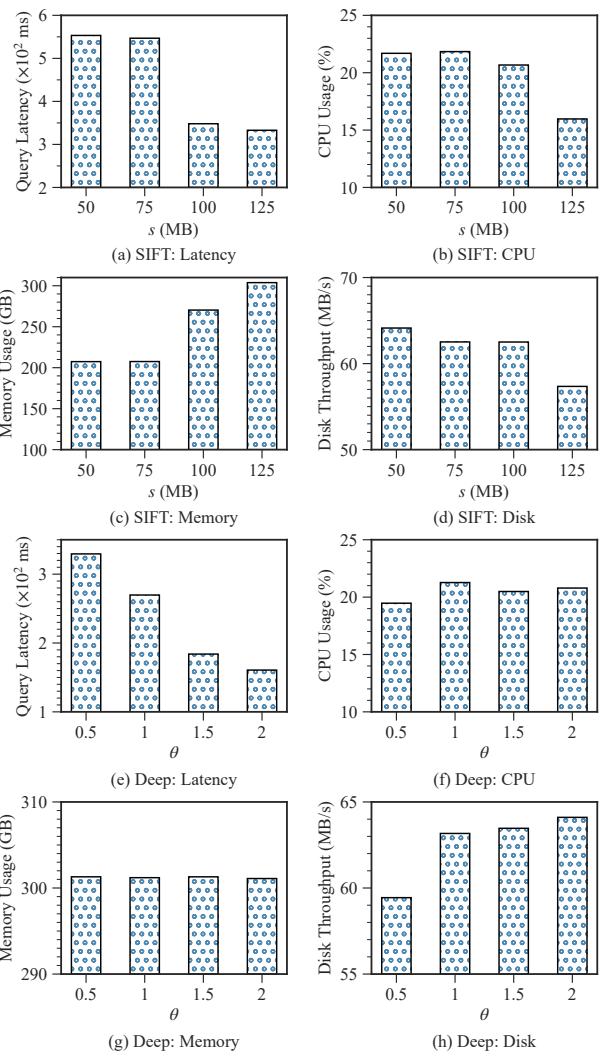 Query Latency (×10² ms)
6
5
4
3
2
50 75 100 125
s (MB)
(a) SIFT: Latency
CPU Usage (%)
25
20
15
10
50 75 100 125
s (MB)
(b) SIFT: CPU
Memory Usage (GB)
300
250
200
150
100
50 75 100 125
s (MB)
(c) SIFT: Memory
Disk Throughput (MB/s)
70
60
50
50 75 100 125
s (MB)
(d) SIFT: Disk
Query Latency (×10² ms)
3
2
1
0.5 1 1.5 2
θ
(e) Deep: Latency
CPU Usage (%)
25
20
15
10
0.5 1 1.5 2
θ
(f) Deep: CPU
Memory Usage (GB)
310
300
290
0.5 1 1.5 2
θ
(g) Deep: Memory
Disk Throughput (MB/s)
65
60
55
0.5 1 1.5 2
θ
(h) Deep: Disk